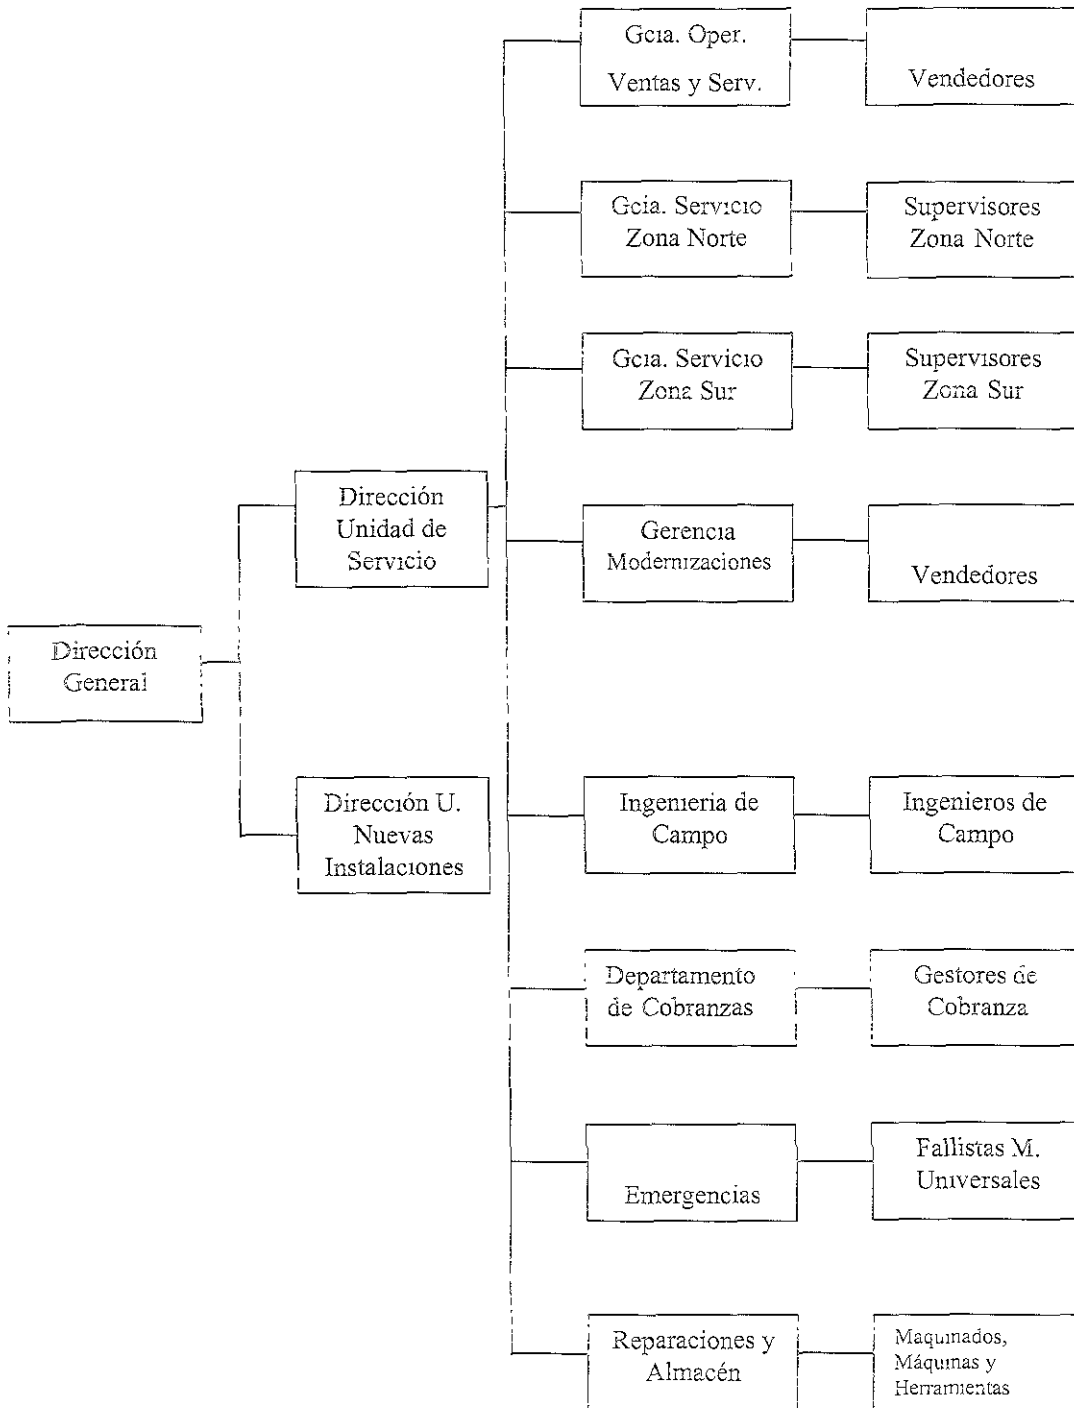 Gcia. Oper.
Ventas y Serv.
Vendedores
Gcia. Servicio
Zona Norte
Supervisores
Zona Norte
Gcia. Servicio
Zona Sur
Supervisores
Zona Sur
Dirección
Unidad de
Servicio
Gerencia
Modernizaciones
Vendedores
Dirección
General
Dirección U.
Nuevas
Instalaciones
Ingenieria de
Campo
Ingenieros de
Campo
Departamento
de Cobranzas
Gestores de
Cobranza
Emergencias
Fallistas M.
Universales
Reparaciones y
Almacén
Maquinados,
Máquinas y
Herramientas